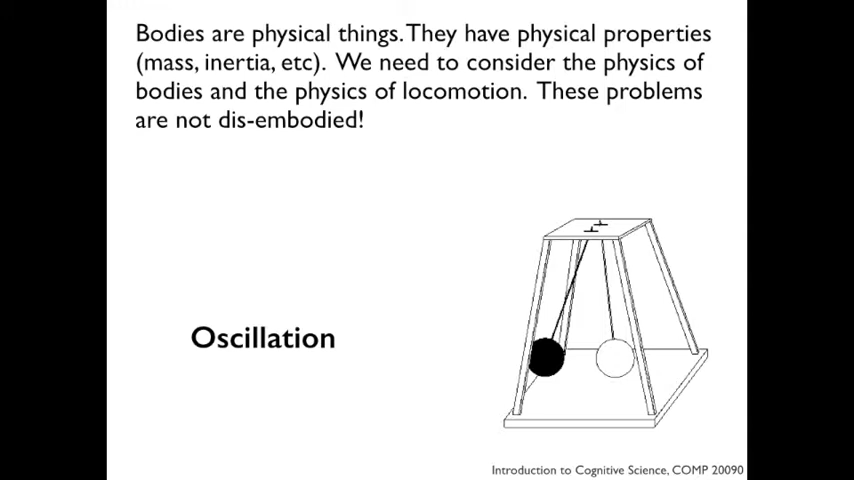 Bodies are physical things. They have physical properties
(mass, inertia, etc).  We need to consider the physics of
bodies and the physics of locomotion.  These problems
are not dis-embodied!
Oscillation
Introduction to Cognitive Science, COMP 20090